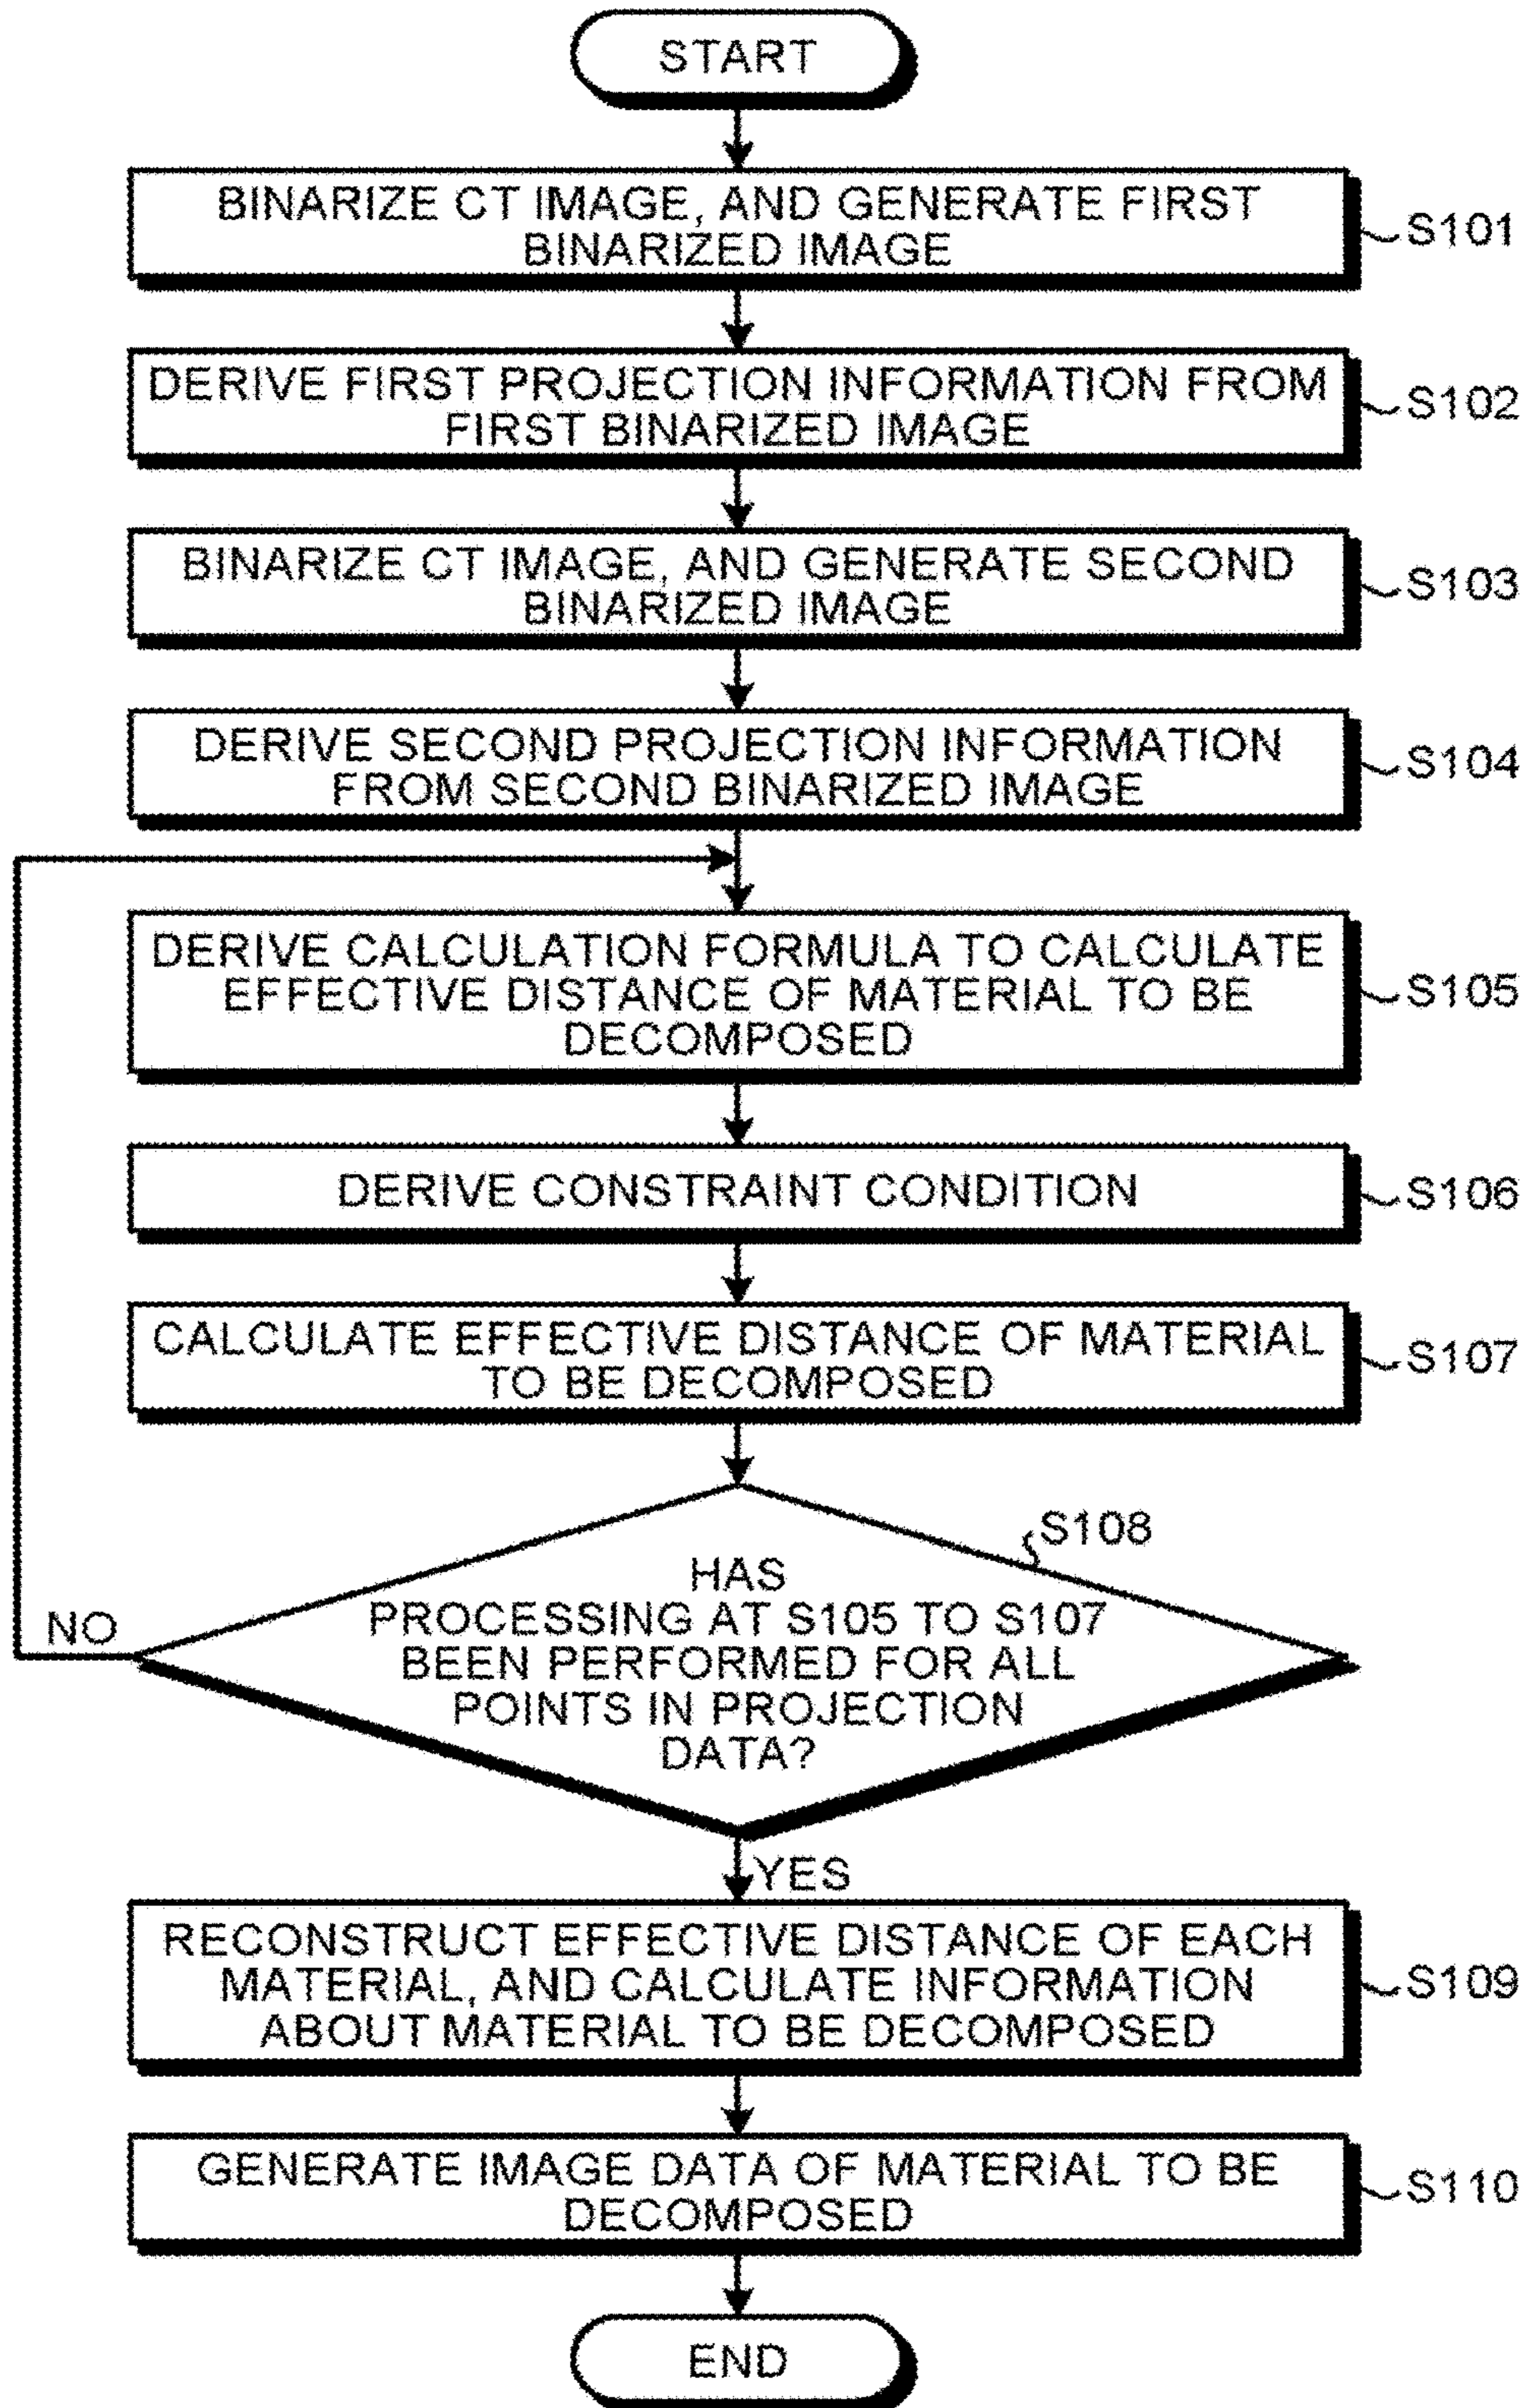 START
BINARIZE CT IMAGE, AND GENERATE FIRST
BINARIZED IMAGE
S101
DERIVE FIRST PROJECTION INFORMATION FROM
FIRST BINARIZED IMAGE
S102
BINARIZE CT IMAGE, AND GENERATE SECOND
BINARIZED IMAGE
S103
DERIVE SECOND PROJECTION INFORMATION
FROM SECOND BINARIZED IMAGE
S104
DERIVE CALCULATION FORMULA TO CALCULATE
EFFECTIVE DISTANCE OF MATERIAL TO BE
DECOMPOSED
S105
DERIVE CONSTRAINT CONDITION
S106
CALCULATE EFFECTIVE DISTANCE OF MATERIAL
TO BE DECOMPOSED
S107
S108
HAS
PROCESSING AT S105 TO S107
BEEN PERFORMED FOR ALL
POINTS IN PROJECTION
DATA?
NO
YES
RECONSTRUCT EFFECTIVE DISTANCE OF EACH
MATERIAL, AND CALCULATE INFORMATION
ABOUT MATERIAL TO BE DECOMPOSED
S109
GENERATE IMAGE DATA OF MATERIAL TO BE
DECOMPOSED
S110
END